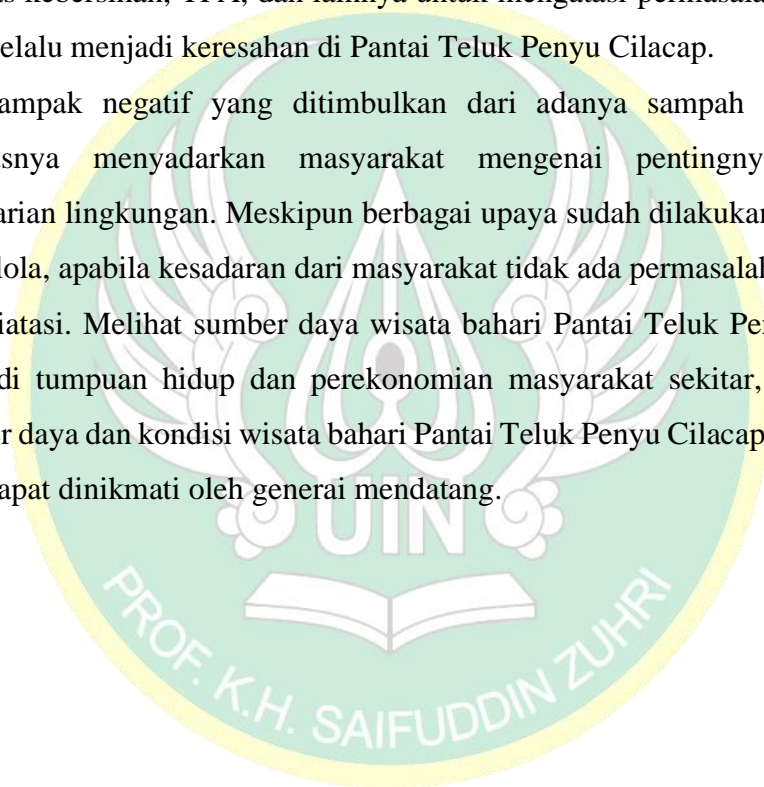 kebersihan, TPA, dan lainnya untuk mengatasi
elalu menjadi keresahan di Pantai Teluk Penyu Cilacap.
ampak negatif yang ditimbulkan dari adanya sampah
usnya menyadarkan masyarakat mengenai pentingny
arian lingkungan. Meskipun berbagai upaya sudah dilakukan
lola, apabila kesadaran dari masyarakat tidak ada permasalah
iatasi. Melihat sumber daya wisata bahari Pantai Teluk Pen
di tumpuan hidup dan perekonomian masyarakat sekitar,
er daya dan kondisi wisata bahari Pantai Teluk Penyu Cilacap
apat dinikmati oleh generai mendatang.
UIN
PROF. K.H. SAIFUDDIN ZUHRI